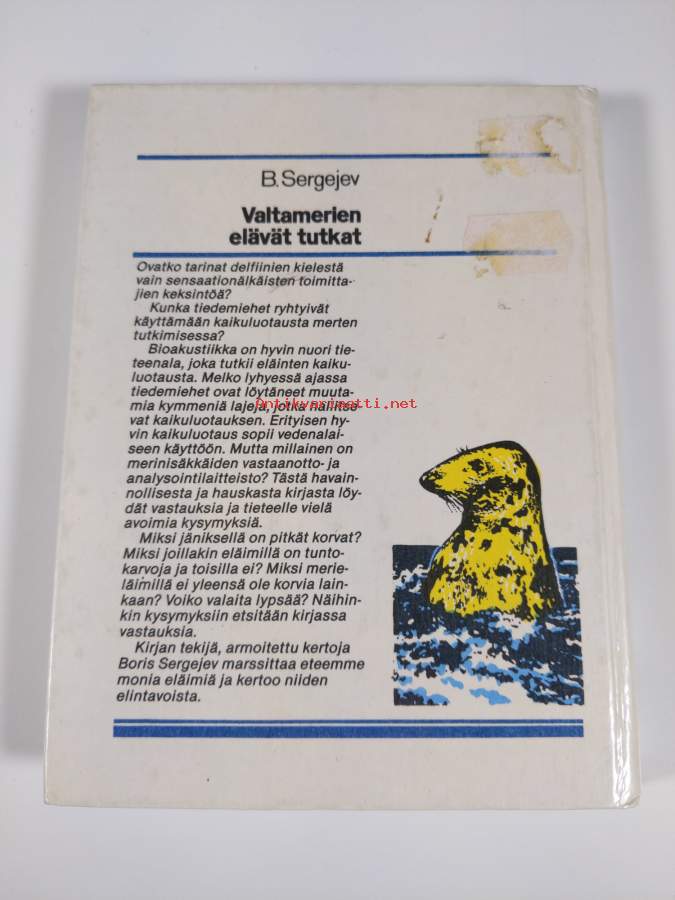 B. Sergejev
Valtamerien
elävät tutkat
Ovatko tarinat delfiinien kielestä
vain sensaationälkäisten toimitta-
jien keksintöä?
Kunka tiedemiehet ryhtyivät
käyttämään kaikuluotausta merten
tutkimisessa?
Bioakustiikka on hyvin nuori tie-
teenala, joka tutkii eläinten kaiku-
luotausta. Melko lyhyessä ajassa
tiedemiehet ovat löytäneet muuta-
mia kymmeniä lajeja, jotka hallitse-
Antikvariaatti.net
vat kaikuluotauksen. Erityisen hy-
vin kaikuluotaus sopii vedenalai-
seen käyttöön. Mutta millainen on
merinisäkkäiden vastaanotto- ja
analysointilaitteisto? Tästä havain-
nollisesta ja hauskasta kirjasta löy-
dät vastauksia ja tieteelle vielä
avoimia kysymyksiä.
Miksi jäniksellä on pitkät korvat?
Miksi joillakin eläimillä on tunto-
karvoja ja toisilla ei? Miksi merie-
läimillä ei yleensä ole korvia lain-
kaan? Voiko valaita lypsää? Näihin-
kin kysymyksiin etsitään kirjassa
vastauksia.
Kirjan tekijä, armoitettu kertoja
Boris Sergejev marssittaa eteemme
monia eläimiä ja kertoo niiden
elintavoista.